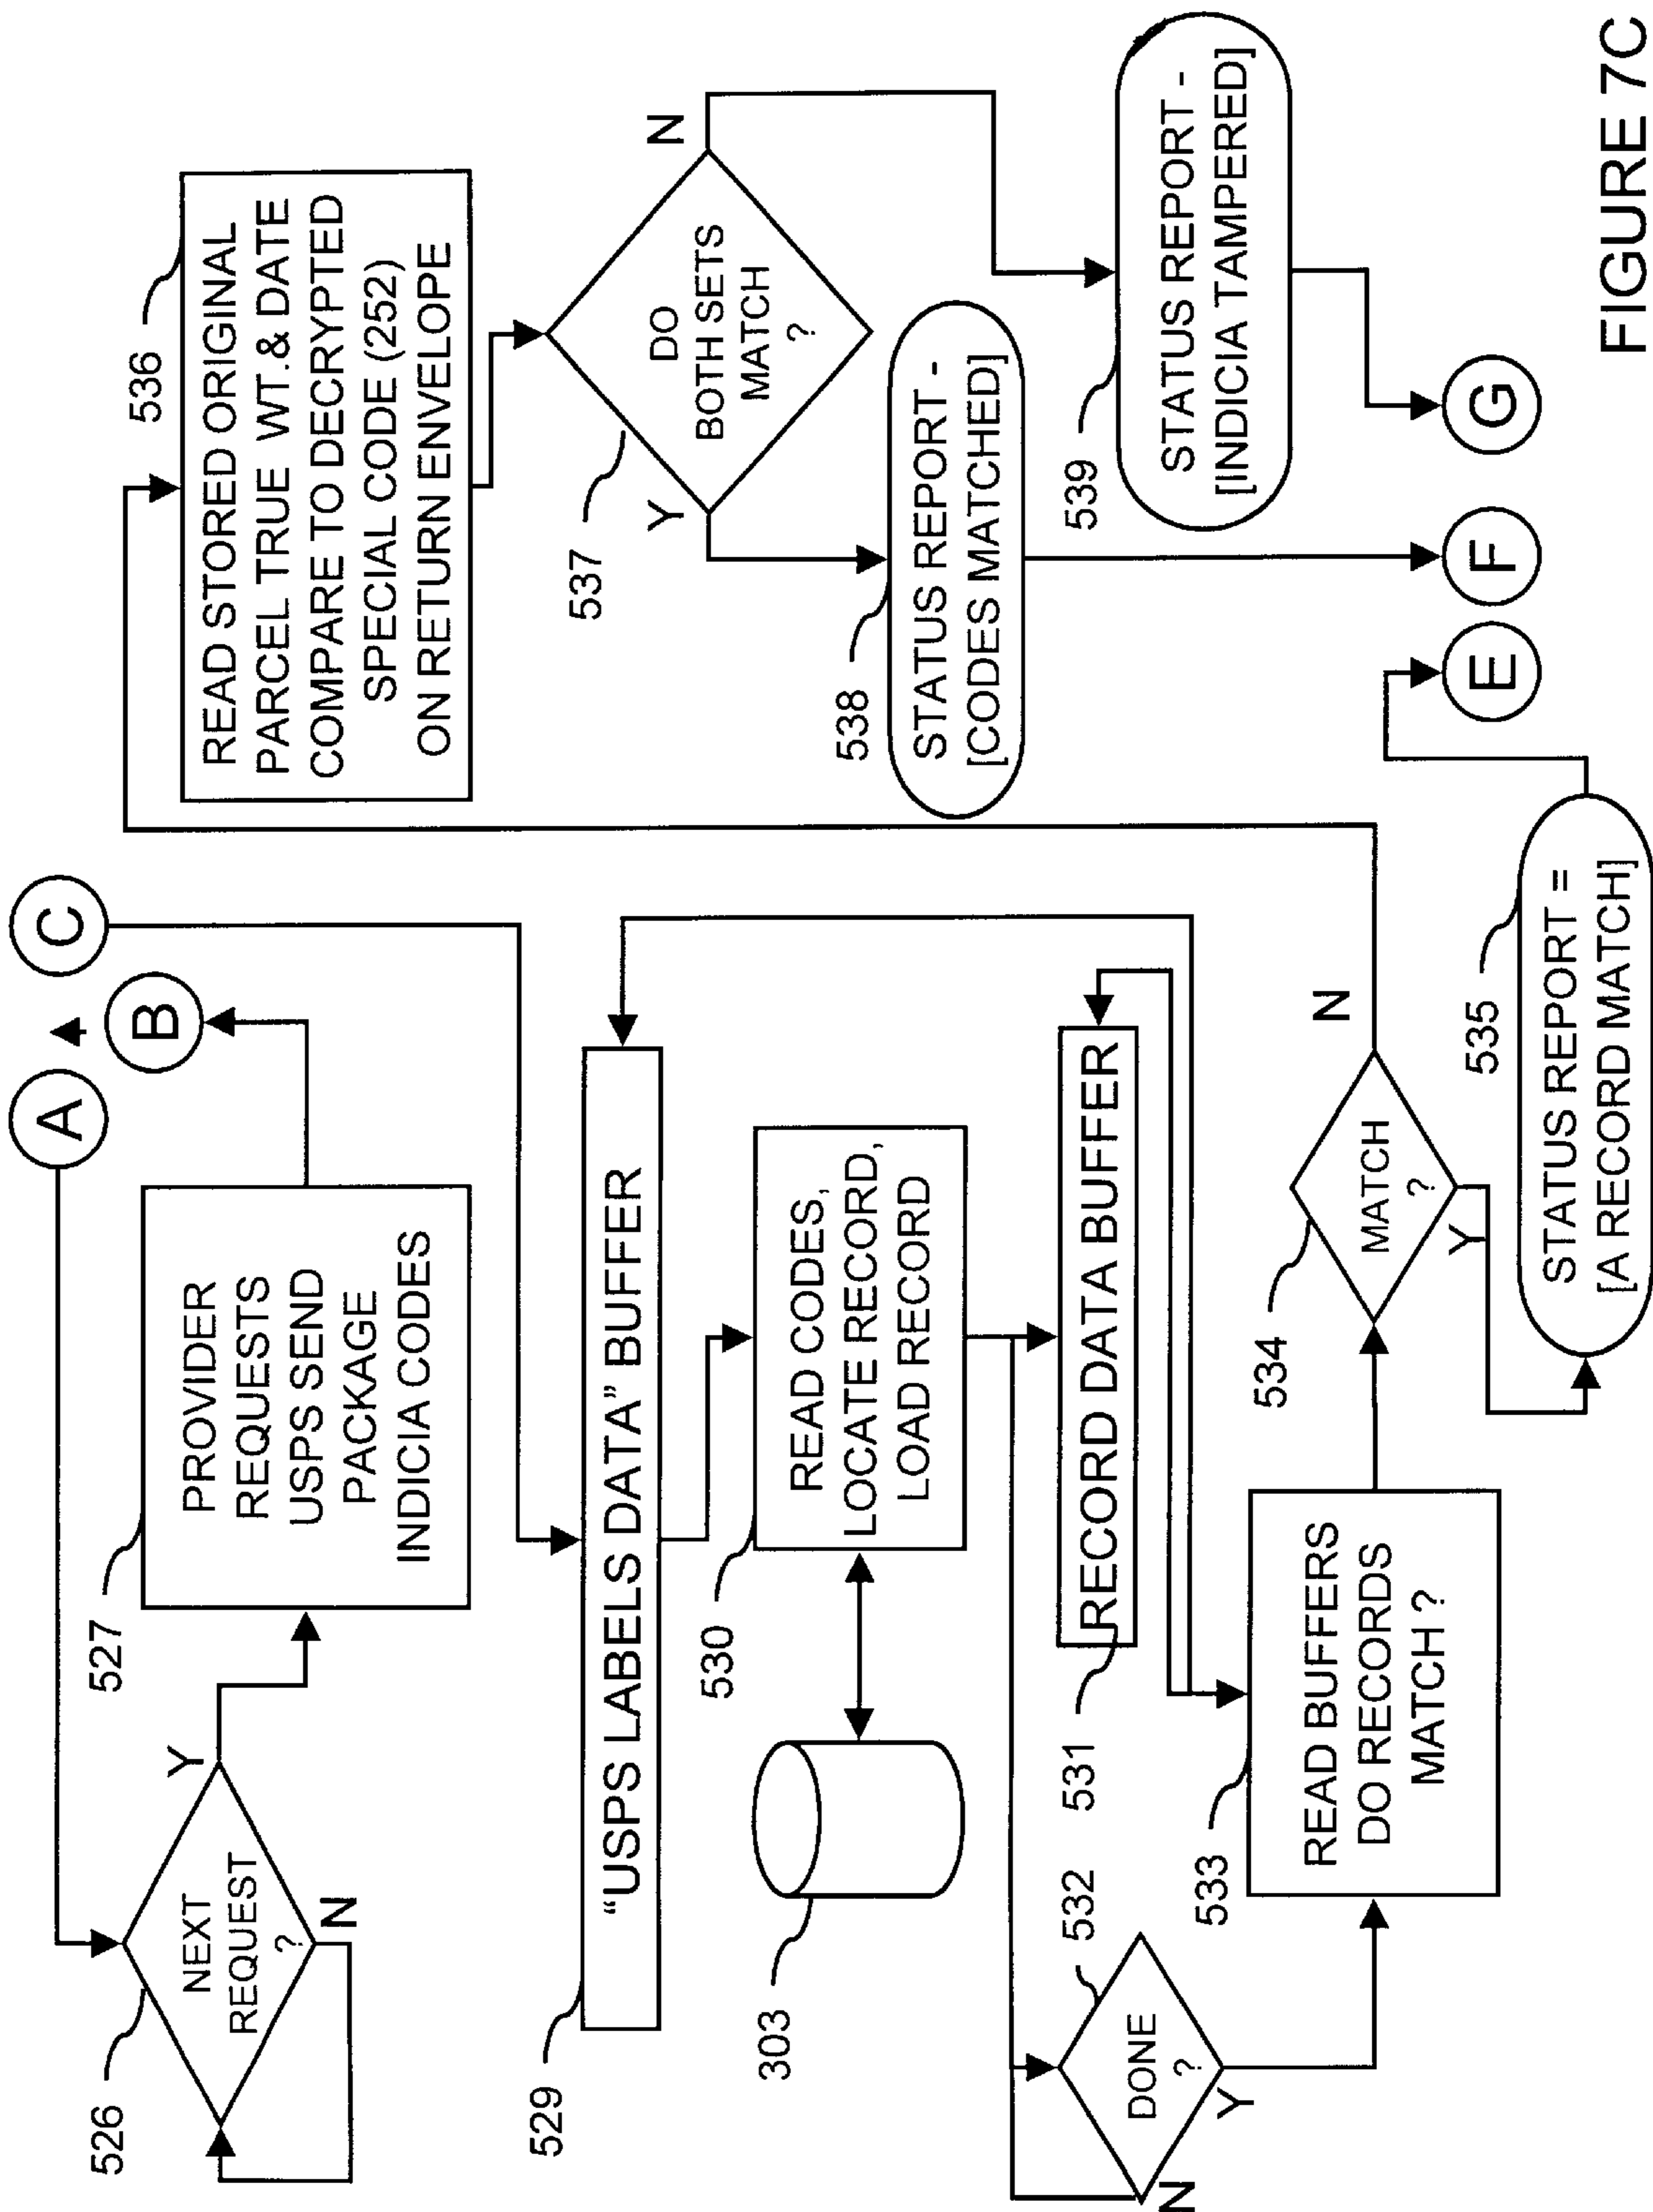 A
B
C
526
NEXT
REQUEST
?
Y
N
527
PROVIDER
REQUESTS
USPS SEND
PACKAGE
INDICIA CODES
529
“USPS LABELS DATA” BUFFER
530
READ CODES,
LOCATE RECORD,
LOAD RECORD
303
531
RECORD DATA BUFFER
532
DONE
?
N
Y
533
READ BUFFERS
DO RECORDS
MATCH ?
534
MATCH
?
N
Y
535
STATUS REPORT =
[A RECORD MATCH]
536
READ STORED ORIGINAL
PARCEL TRUE WT.& DATE
COMPARE TO DECRYPTED
SPECIAL CODE (252)
ON RETURN ENVELOPE
537
DO
BOTH SETS
MATCH
?
Y
N
538
STATUS REPORT -
[CODES MATCHED]
539
STATUS REPORT -
[INDICIA TAMPERED]
E
F
G
FIGURE 7C